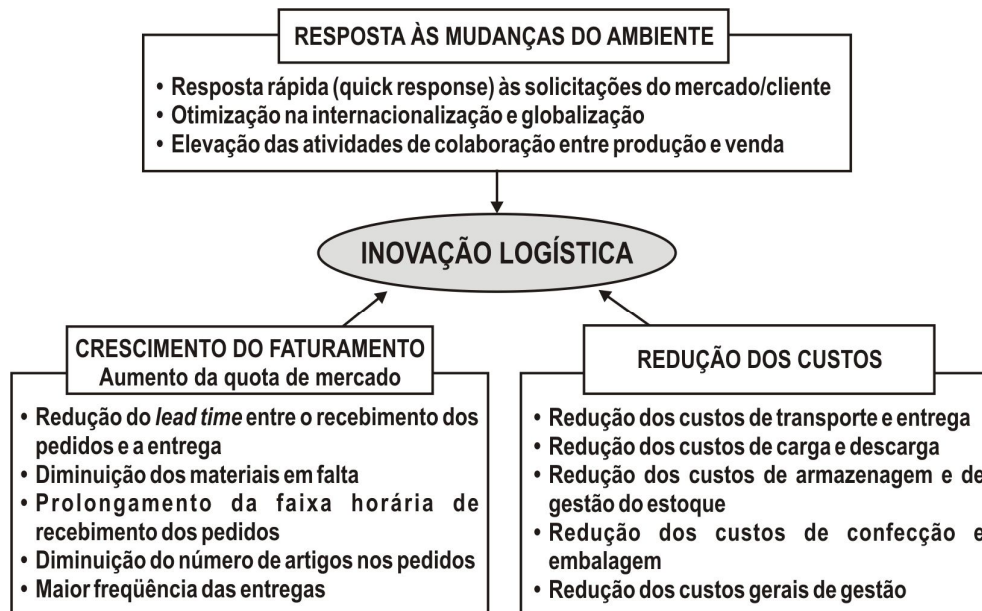 RESPOSTA ÀS MUDANÇAS DO AMBIENTE
• Resposta rápida (quick response) às solicitações do mercado/cliente
• Otimização na internacionalização e globalização
• Elevação das atividades de colaboração entre produção e venda
INOVAÇÃO LOGÍSTICA
CRESCIMENTO DO FATURAMENTO
Aumento da quota de mercado
• Redução do lead time entre o recebimento dos
pedidos e a entrega
• Diminuição dos materiais em falta
• Prolongamento da faixa horária de
recebimento dos pedidos
• Diminuição do número de artigos nos pedidos
• Maior freqüência das entregas
REDUÇÃO DOS CUSTOS
• Redução dos custos de transporte e entrega
• Redução dos custos de carga e descarga
• Redução dos custos de armazenagem e de
gestão do estoque
• Redução dos custos de confecção e
embalagem
• Redução dos custos gerais de gestão